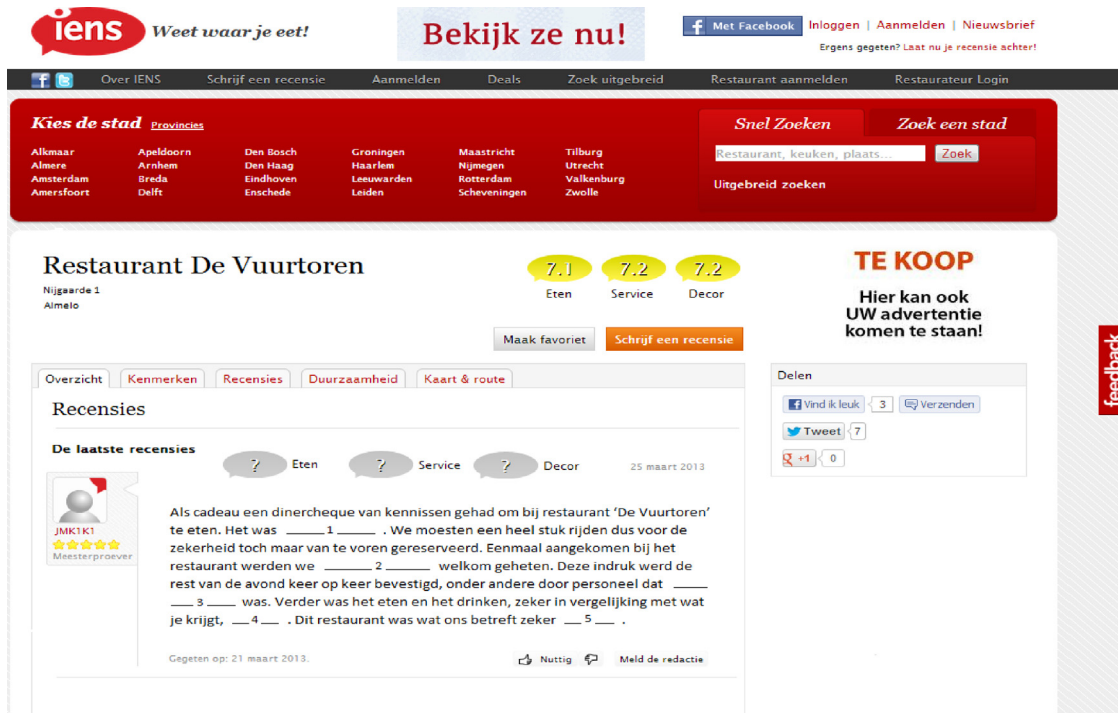 iens
Weet waar je eet!
Bekijk ze nu!
Met Facebook
Inloggen | Aanmelden | Nieuwsbrief
Ergens gegeten? Laat nu je recensie achter!
Over IENS
Schrijf een recensie
Aanmelden
Deals
Zoek uitgebreid
Restaurant aanmelden
Restaurateur Login
Kies de stad Provincies
Alkmaar Apeldoorn Den Bosch Groningen Maastricht Tilburg
Almere Arnhem Den Haag Haarlem Nijmegen Utrecht
Amsterdam Breda Eindhoven Leeuwarden Rotterdam Valkenburg
Amersfoort Delft Enschede Leiden Scheveningen Zwolle
Snel Zoeken
Zoek een stad
Restaurant, keuken, plaats...
Zoek
Uitgebreid zoeken
Restaurant De Vuurtoren
Nijgaarde 1
Almelo
7.1 7.2 7.2
Eten Service Decor
Maak favoriet
Schrijf een recensie
TE KOOP
Hier kan ook
UW advertentie
komen te staan!
feedback
Overzicht
Kenmerken
Recensies
Duurzaamheid
Kaart & route
Recensies
De laatste recensies
? Eten ? Service ? Decor
25 maart 2013
JMK1K1
Meesterproever
Als cadeau een dinercheque van kennissen gehad om bij restaurant ‘De Vuurtoren’
te eten. Het was _____1_____ . We moesten een heel stuk rijden dus voor de
zekerheid toch maar van te voren gereserveerd. Eenmaal aangekomen bij het
restaurant werden we ______ 2 ______ welkom geheten. Deze indruk werd de
rest van de avond keer op keer bevestigd, onder andere door personeel dat ____
___ 3 ____ was. Verder was het eten en het drinken, zeker in vergelijking met wat
je krijgt, __ 4 __ . Dit restaurant was wat ons betreft zeker __ 5 __ .
Gegeten op: 21 maart 2013.
Nuttig
Meld de redactie
Delen
Vind ik leuk
3
Verzenden
Tweet
7
+1
0